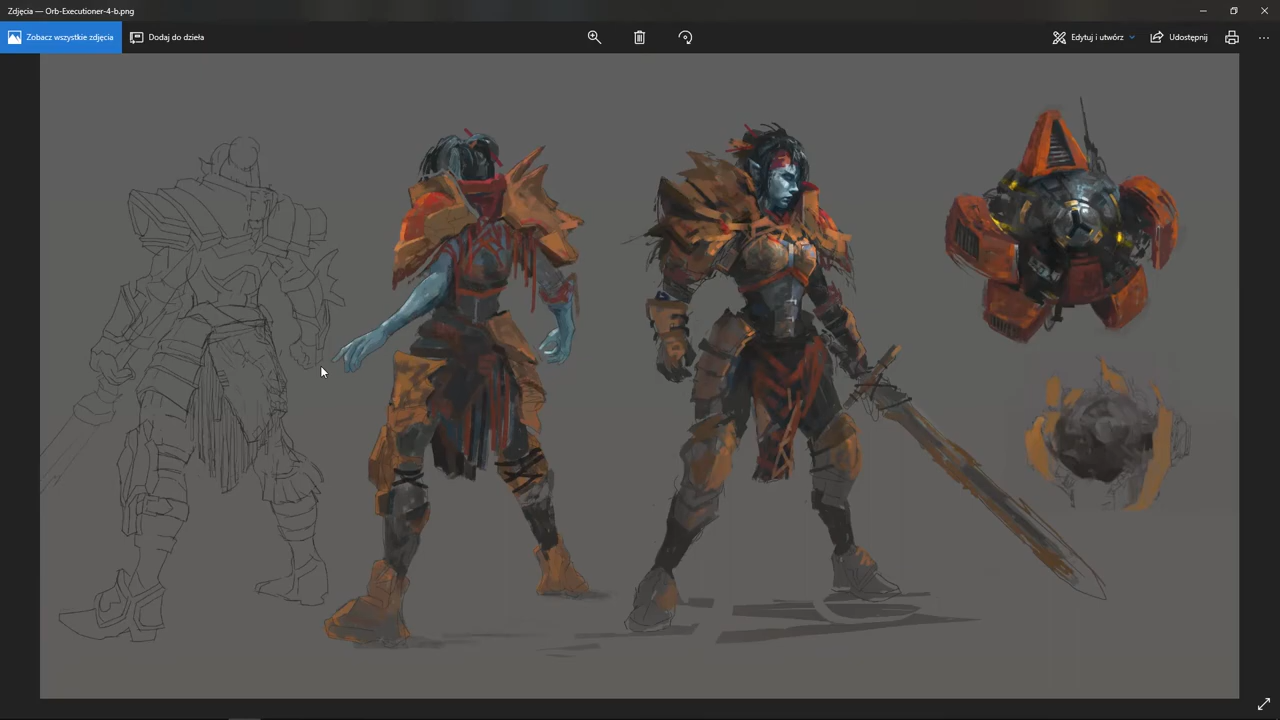 Zdjęcia — Orb-Executioner-4-b.png
Zobacz wszystkie zdjęcia
Dodaj do dzieła
Edytuj i utwórz
Udostępnij